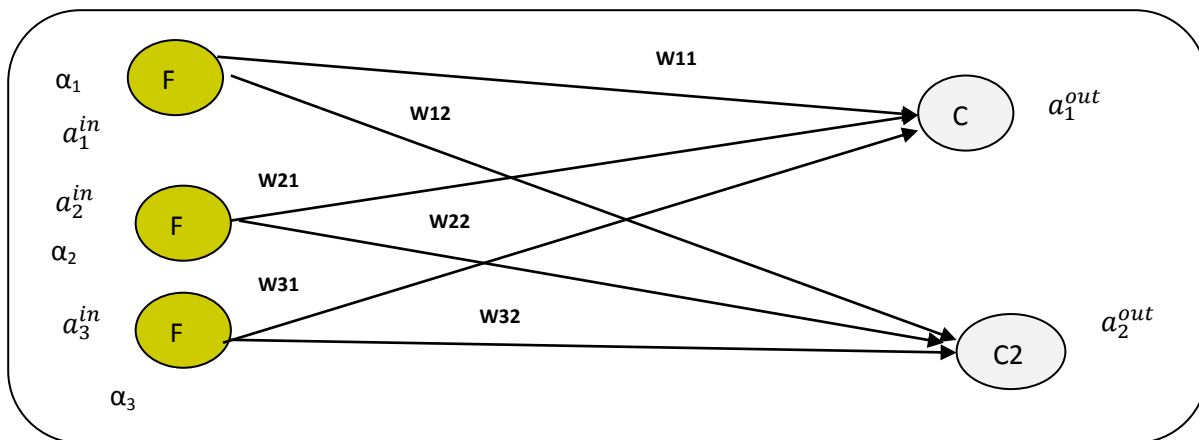 W11
F
α₁
C
a₁ⁱⁿ
W12
a₁ᵒᵘᵗ
W21
a₂ⁱⁿ
F
W22
α₂
W31
a₃ⁱⁿ
F
W32
a₂ᵒᵘᵗ
C2
α₃